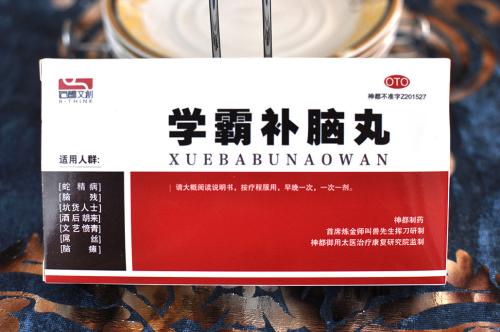 石朗文创
R-THINK
OTO
神都不准字Z201527
学霸补脑丸
XUEBABUNAOWAN
适用人群:
[蛇精病]
[脑残]
[坑货人士]
[酒后胡来]
[文艺愤青]
[屌丝]
[脑瘫]
请大概阅读说明书，按疗程服用，早晚一次，一次一剂。
神都制药
首席炼金师叫兽先生挥刀研制
神都御用太医治疗康复研究院监制